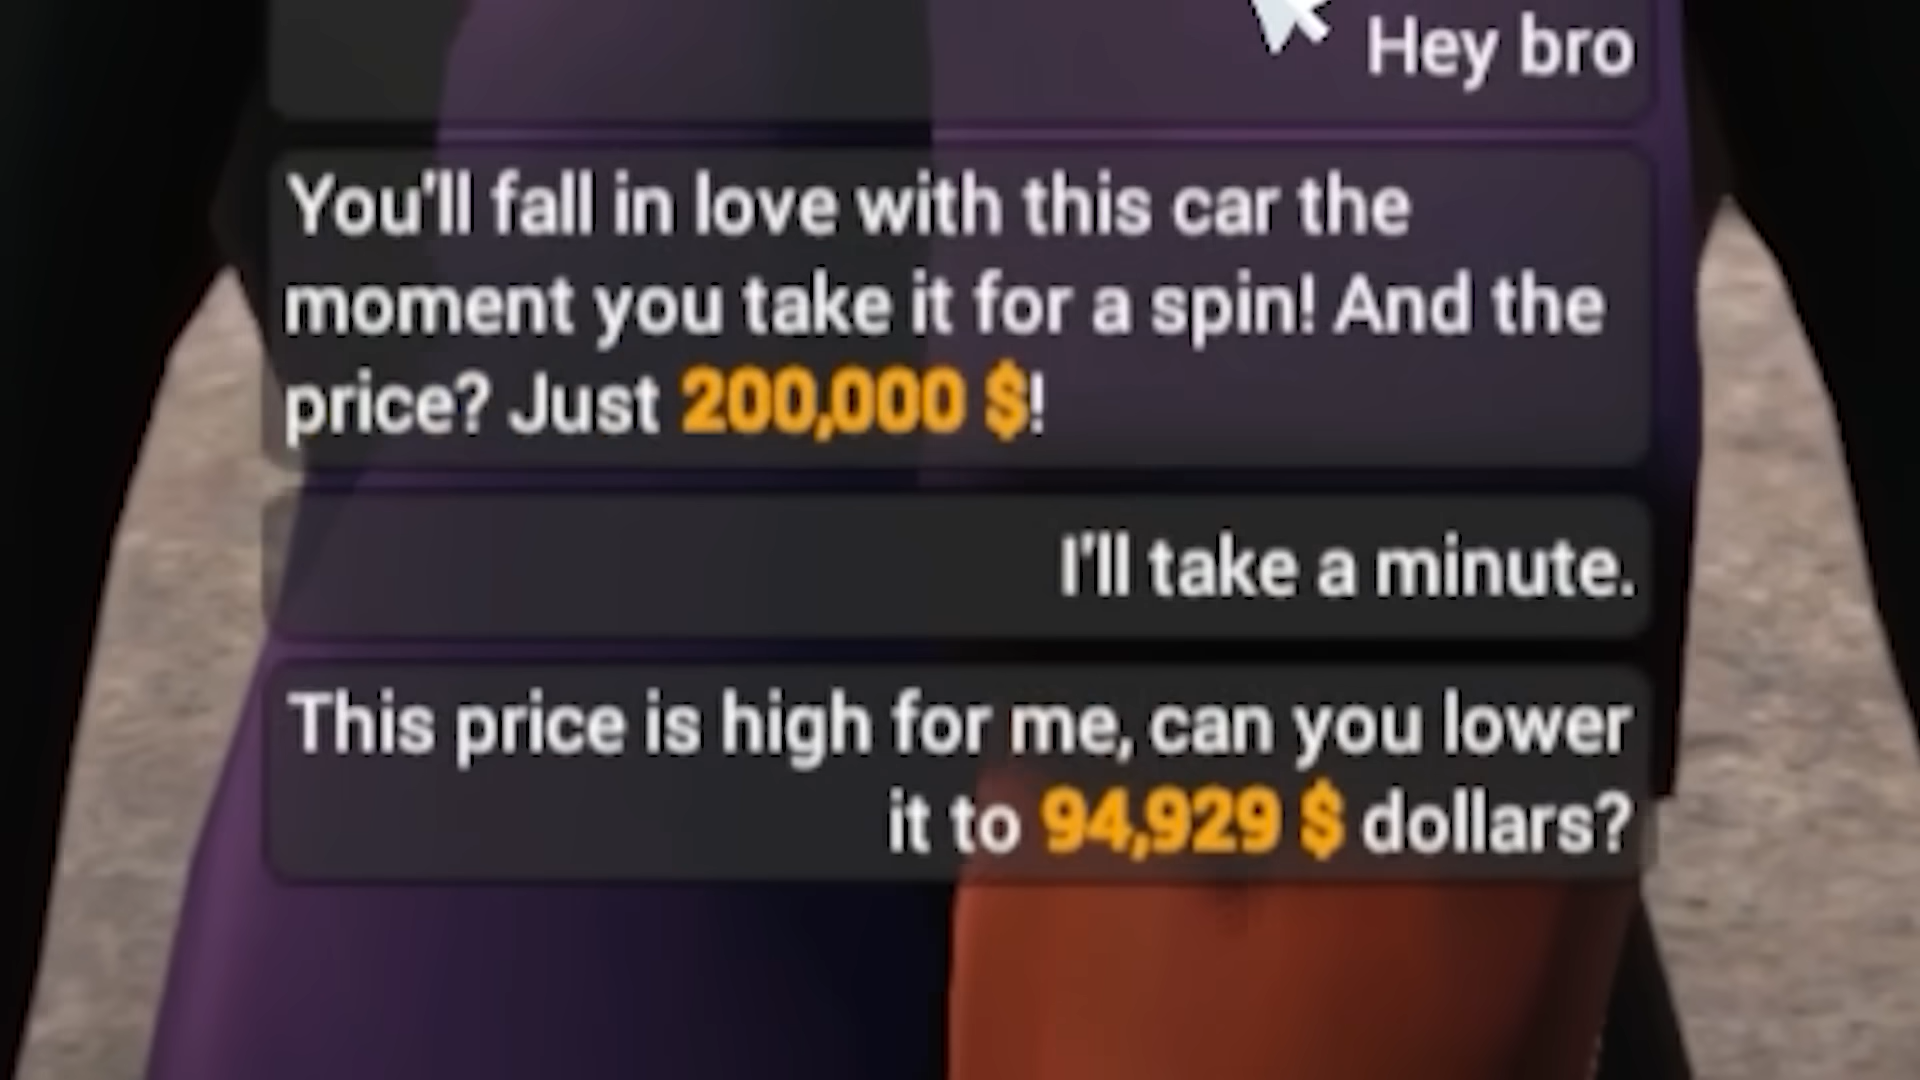 Hey bro
You'll fall in love with this car the
moment you take it for a spin! And the
price? Just 200,000 $!
I'll take a minute.
This price is high for me, can you lower
it to 94,929 $ dollars?